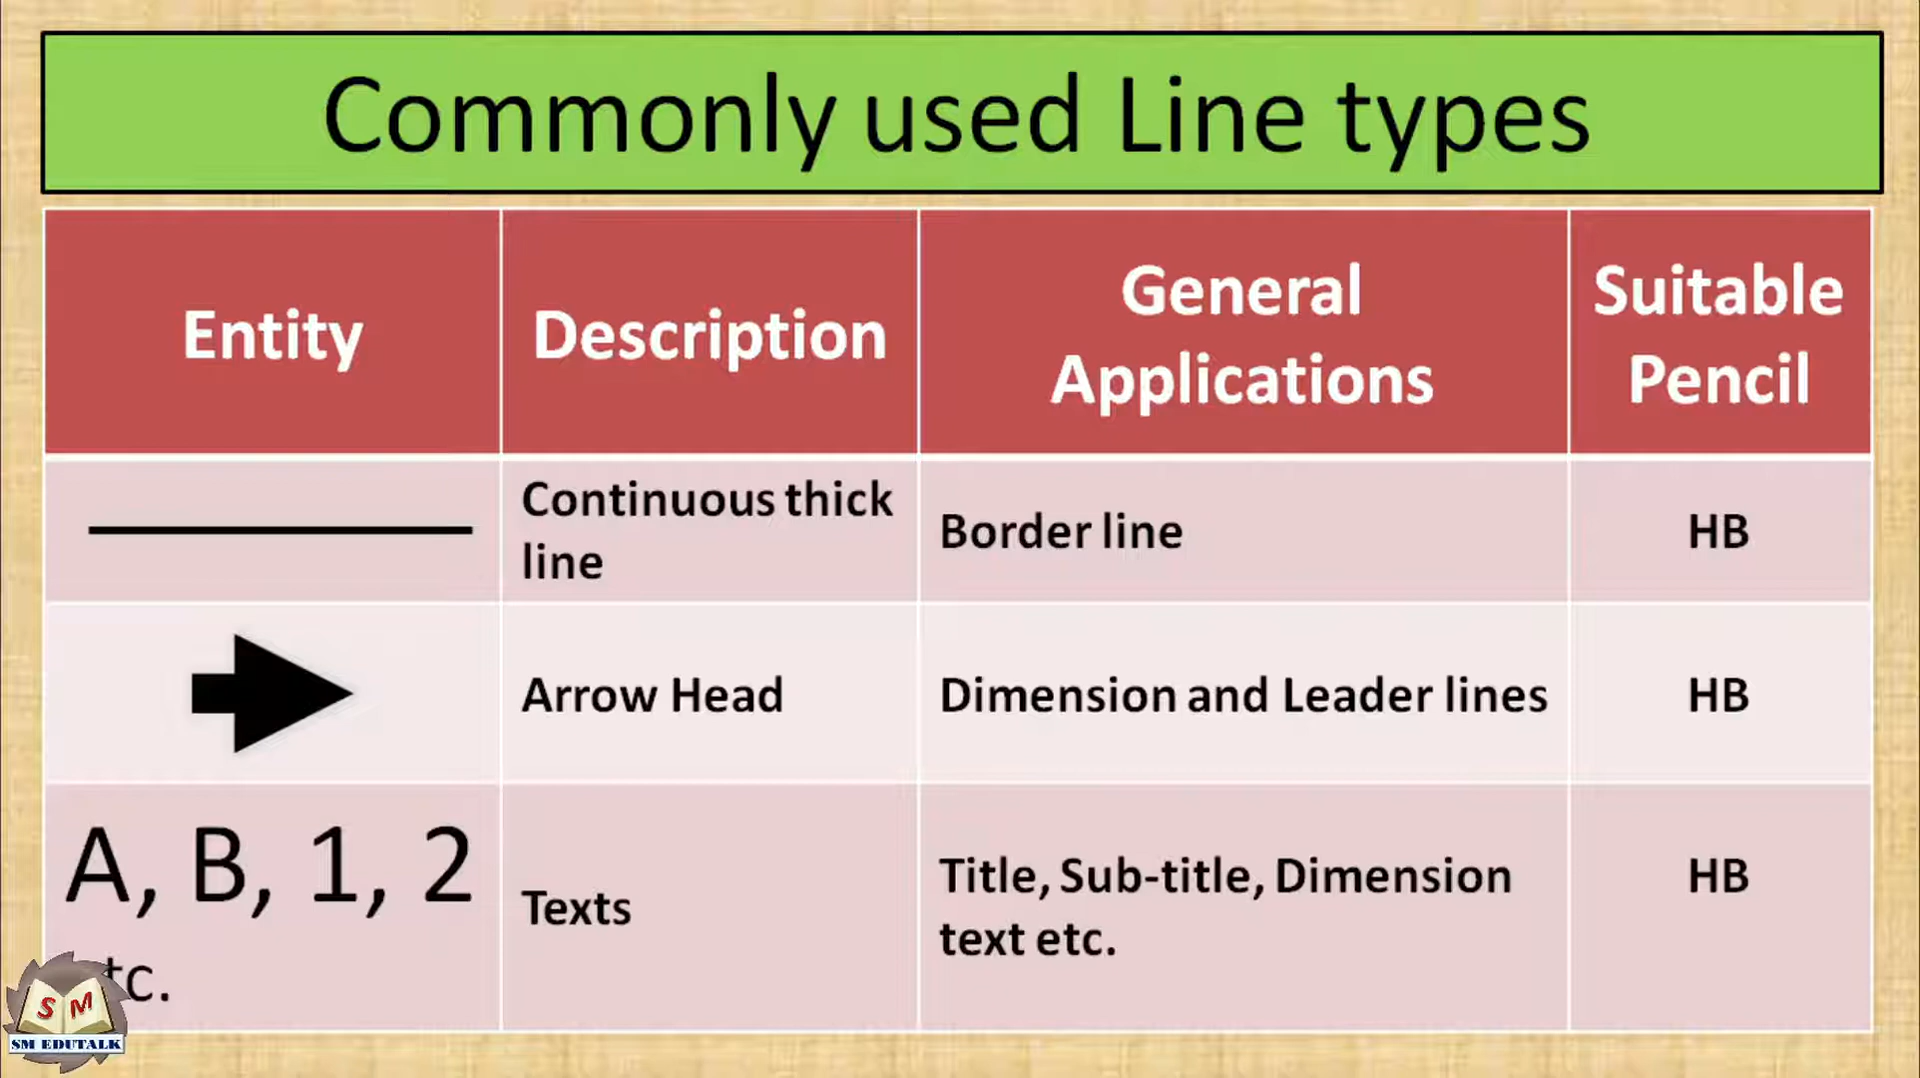 Commonly used Line types
Entity
Description
General
Applications
Suitable
Pencil
Continuous thick
line
Border line
HB
Arrow Head
Dimension and Leader lines
HB
A, B, 1, 2
tc.
Texts
Title, Sub-title, Dimension
text etc.
HB
S M
SM EDUTALK